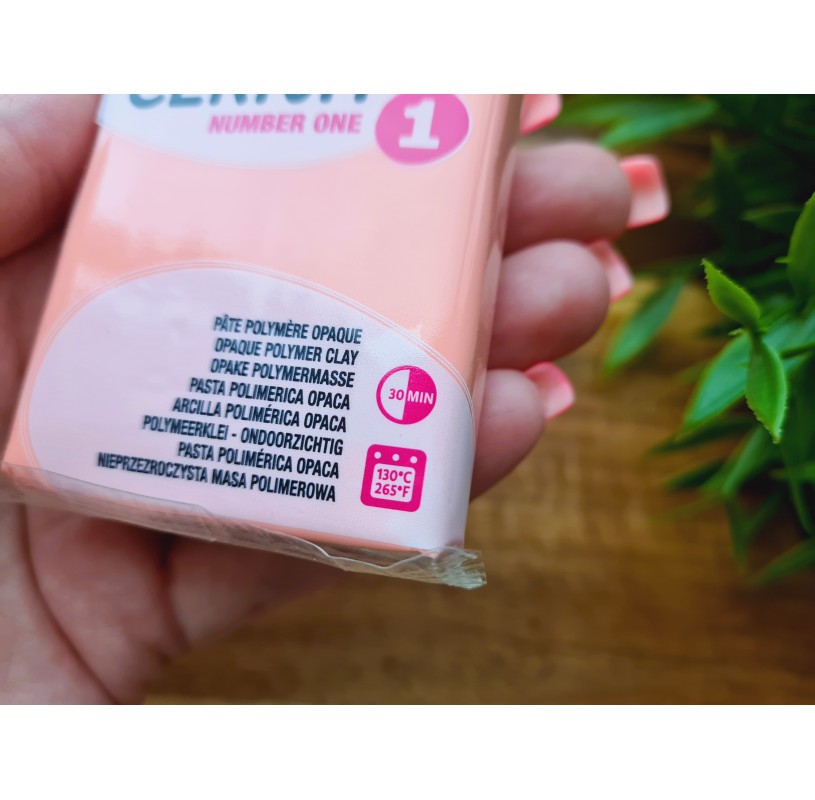 NUMBER ONE
1
PÂTE POLYMÈRE OPAQUE
OPAQUE POLYMER CLAY
OPAKE POLYMERMASSE
PASTA POLIMERICA OPACA
ARCILLA POLIMÉRICA OPACA
POLYMEERKLEI - ONDOORZICHTIG
PASTA POLIMÉRICA OPACA
NIEPRZEZROCZYSTA MASA POLIMEROWA
30 MIN
130°C
265°F